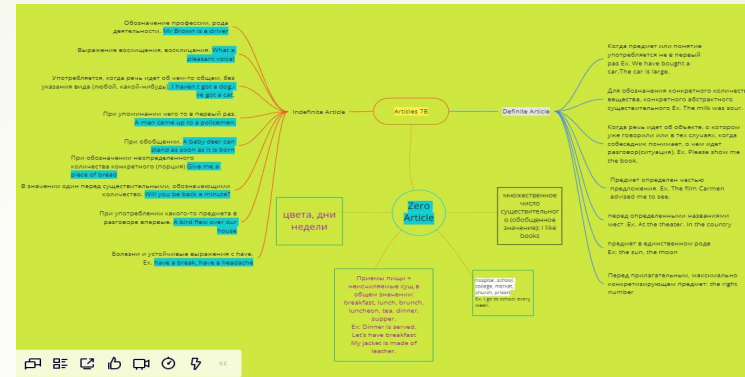 Обозначение профессии, рода
деятельности. Mr Brown is a driver
Выражение восхищения, восклицания. What a
pleasant voice!
Употребляется, когда речь идет об чем-то общем, без
указания вида (любой, какой-нибудь). I haven,t got a dog.I
ve got a cat.
При упоминании чего то в первый раз.
A man came up to a policeman.
При обобщении. A baby deer can
stand as soon as it is born
При обозначении неопределенного
количества конкретного (порция) Give me a
piece of bread
В значении один перед существительными, обозначающими
количество. Will you be back a minute?
При употреблении какого-то предмета в
разговоре впервые. A bird flew over our
house
Болезни и устойчивые выражения с have.
Ex. have a break, have a headache
Indefinite Article
Articles 7B
Definite Article
Когда предмет или понятие
употребляется не в первый
раз Ex. We have bought a
car.The car is large.
Для обозначения конкретного количест
вещества, конкретного абстрактного
существительного Ex. The milk was sour.
Когда речь идет об объекте, о котором
уже говорили или в тех случаях, когда
собеседник понимает, о чем идет
разговор(ситуация). Ex. Please show me
the book.
Предмет определен частью
предложения. Ex. The film Carmen
advised me to see.
перед определенными названиями
мест .Ex. At the theater, In the country
предмет в единственном роде
Ex: the sun, the moon
Перед прилагательным, максимально
конкретизирующем предмет: the right
number
Zero
Article
цвета, дни
недели
множественное
число
существительног
о (обобщенное
значение): I like
books
Приемы пищи +
неисчиляемые сущ в
общем значении:
breakfast, lunch, brunch,
luncheon, tea, dinner,
supper.
Ex: Dinner is served.
Let's have breakfast
My jacket is made of
leather.
hospital, school,
college, market,
church, prison
Ex. I go to school every
week.